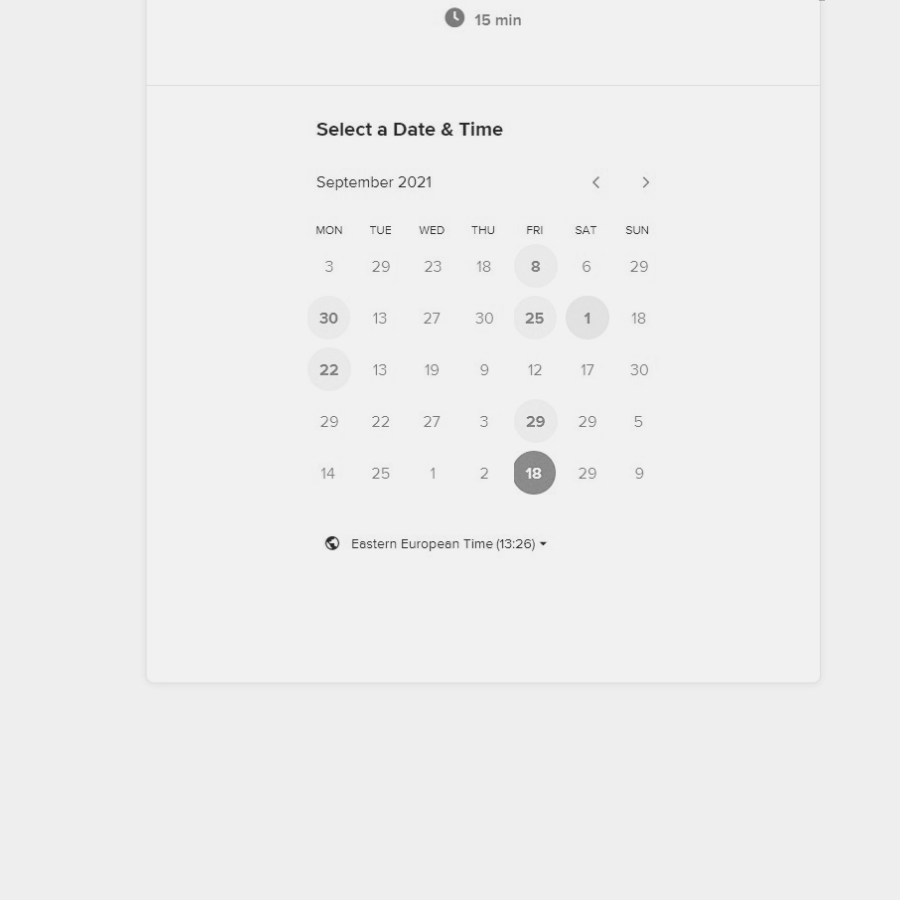 15 min
Select a Date & Time
September 2021
MON TUE WED THU FRI SAT SUN
3 29 23 18 8 6 29
30 13 27 30 25 1 18
22 13 19 9 12 17 30
29 22 27 3 29 29 5
14 25 1 2 18 29 9
Eastern European Time (13:26)